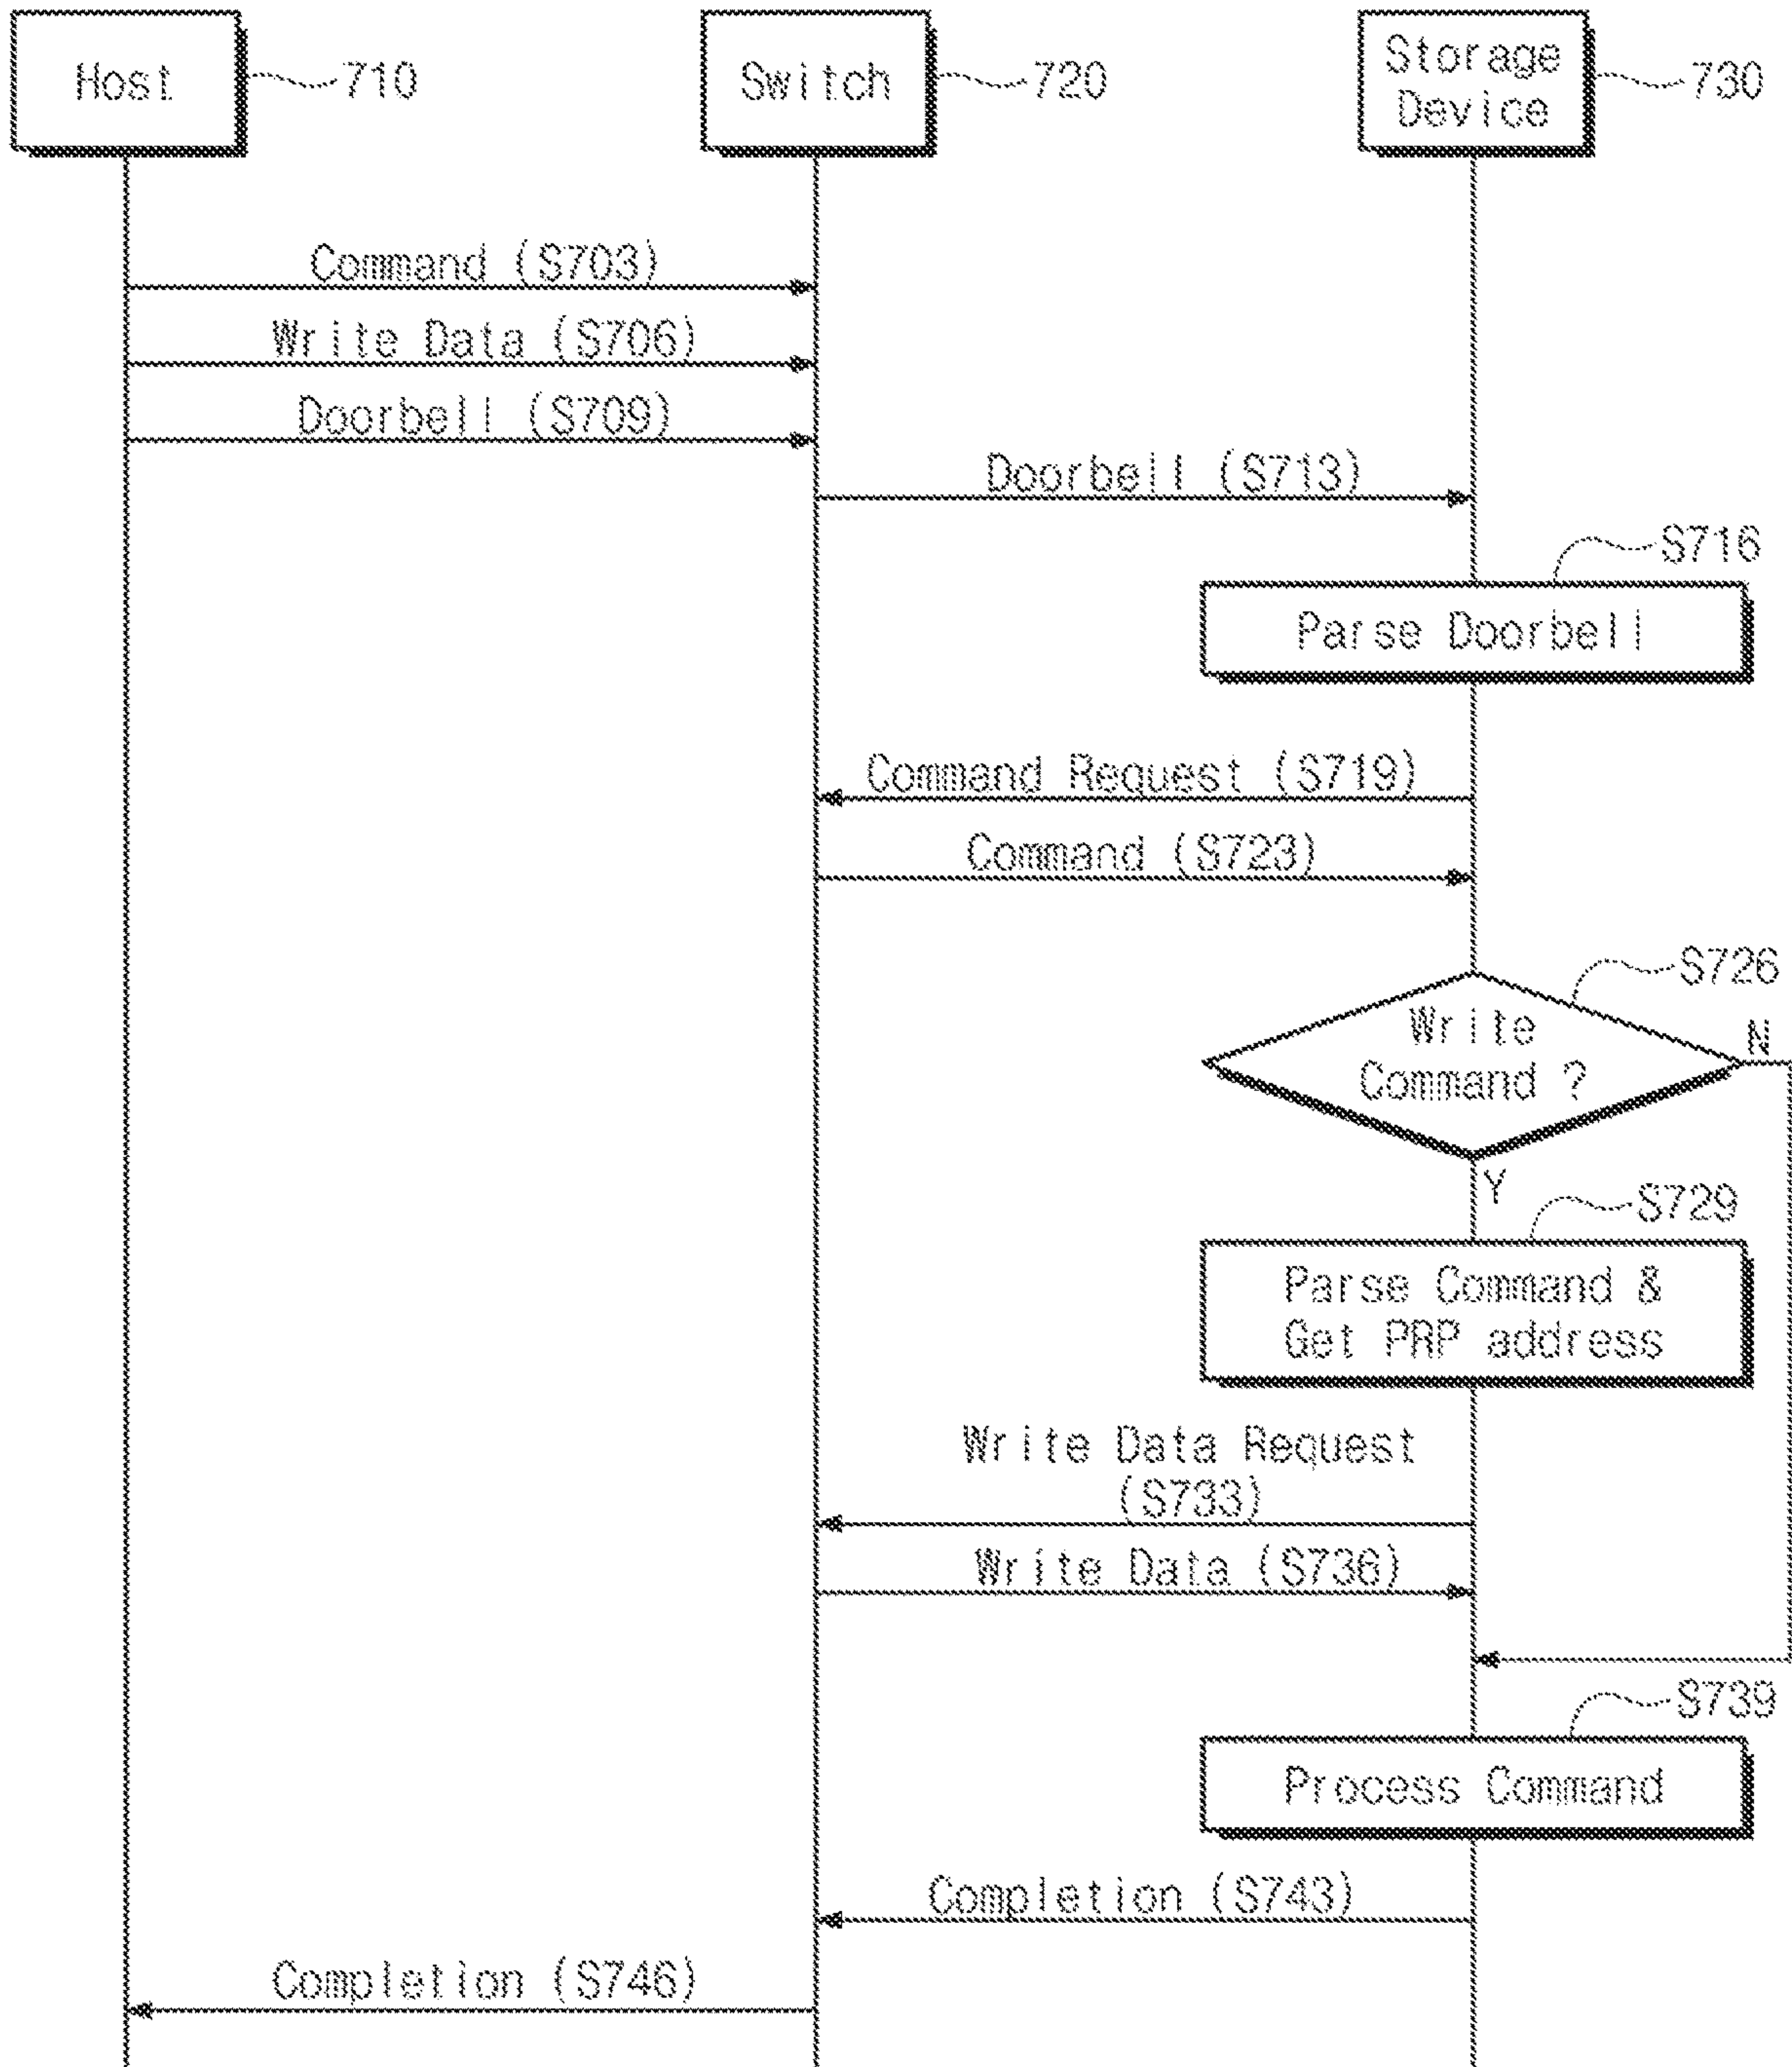 Host
710
Switch
720
Storage
Device
730
Command (S703)
Write Data (S706)
Doorbell (S709)
Doorbell (S713)
S716
Parse Doorbell
Command Request (S719)
Command (S723)
S726
Write
Command ?
N
Y
S729
Parse Command &
Get PRP address
Write Data Request
(S733)
Write Data (S736)
S739
Process Command
Completion (S743)
Completion (S746)